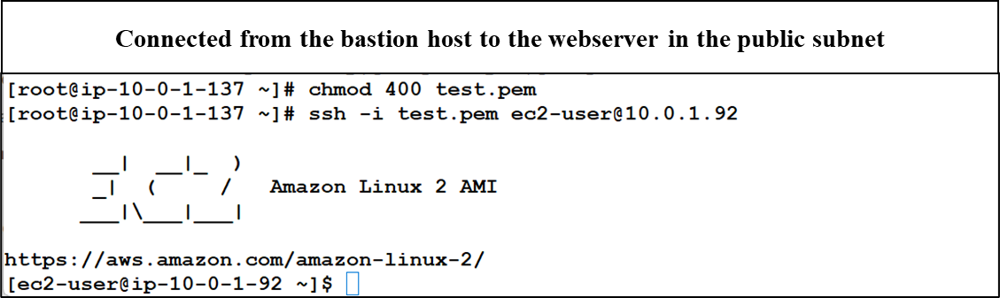 Connected from the bastion host to the webserver in the public subnet
[root@ip-10-0-1-137 ~]# chmod 400 test.pem
[root@ip-10-0-1-137 ~]# ssh -i test.pem ec2-user@10.0.1.92
       __|  __|_  )
       _|  (     /   Amazon Linux 2 AMI
      ___|\___|___|
https://aws.amazon.com/amazon-linux-2/
[ec2-user@ip-10-0-1-92 ~]$